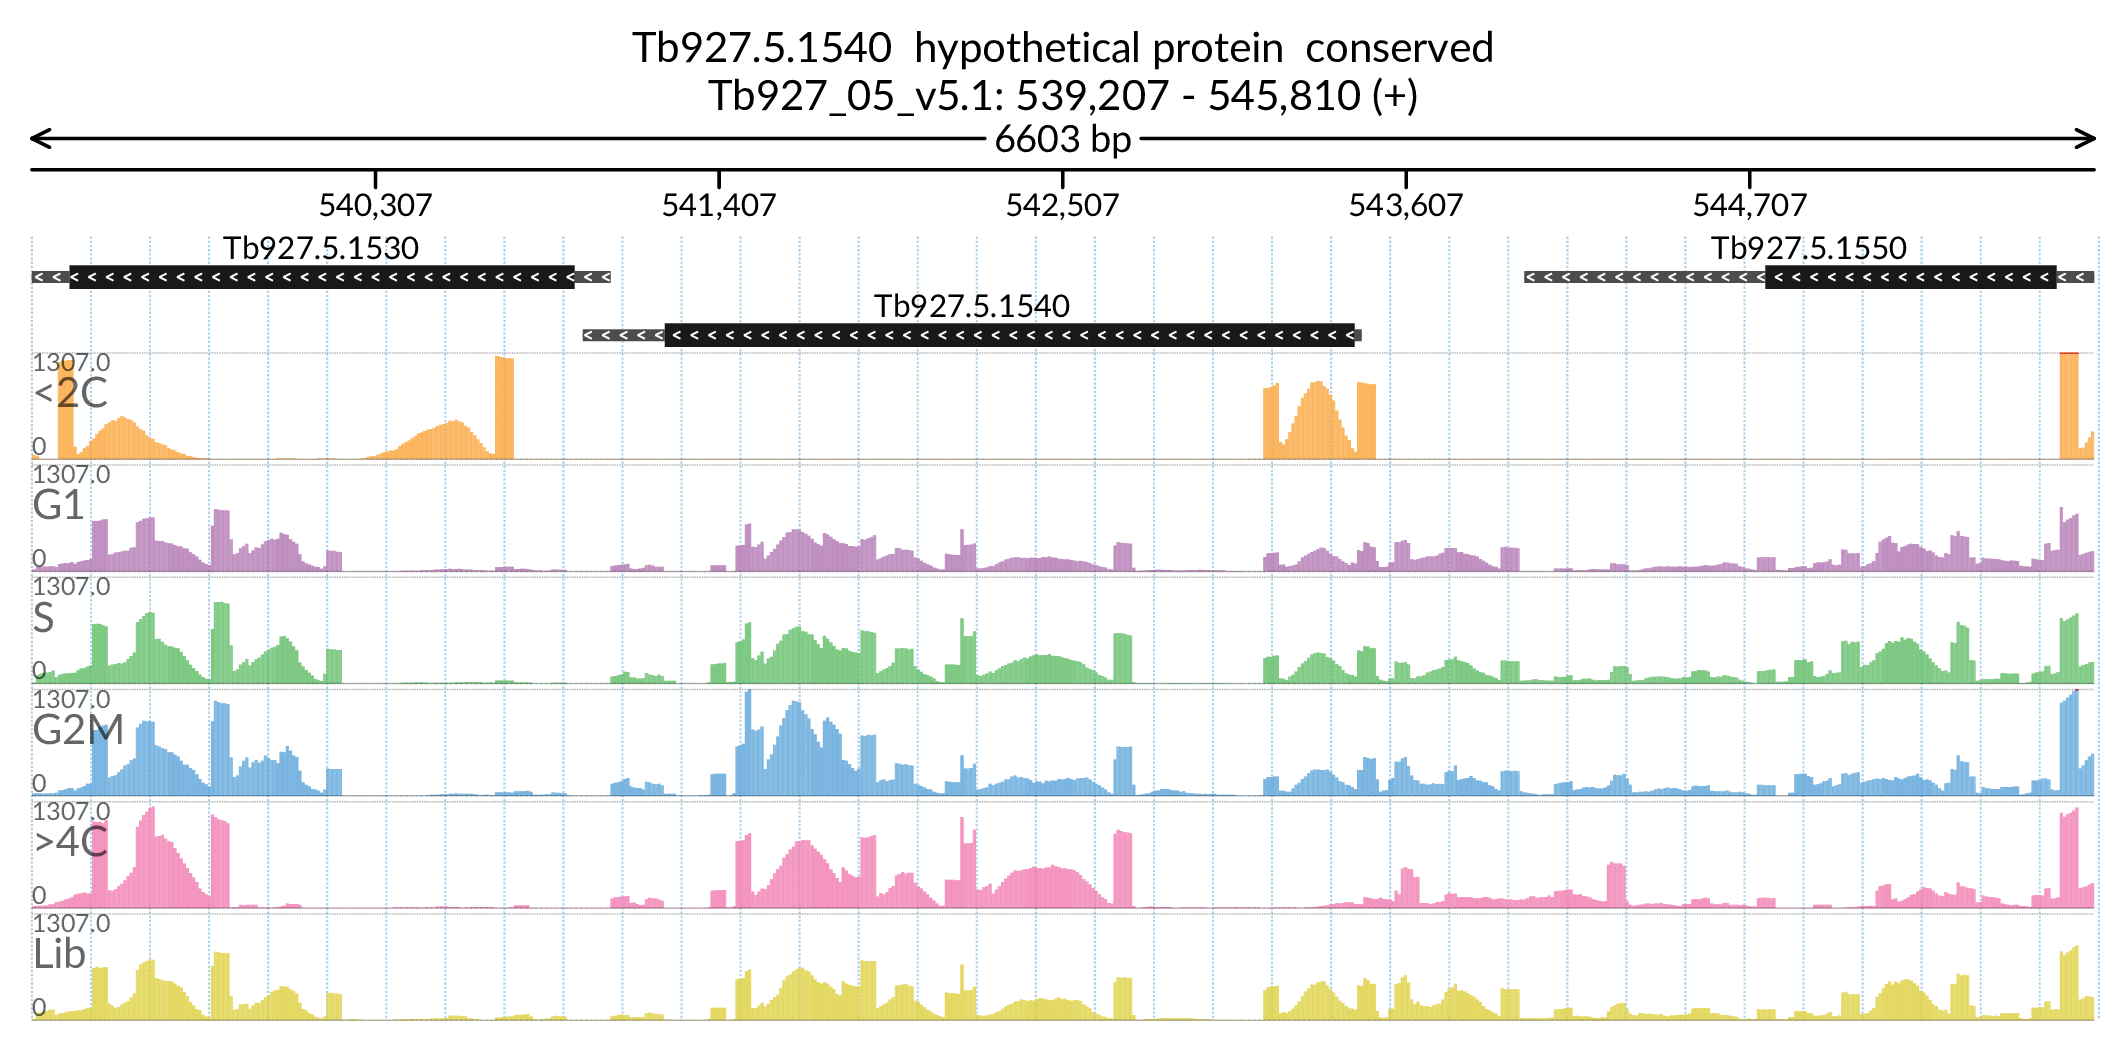 Tb927.5.1540  hypothetical protein  conserved
Tb927_05_v5.1: 539,207 - 545,810 (+)
6603 bp
540,307 541,407 542,507 543,607 544,707
Tb927.5.1530 Tb927.5.1550
Tb927.5.1540
1307.0
<2C
0
1307.0
G1
0
1307.0
S
0
1307.0
G2M
0
1307.0
>4C
0
1307.0
Lib
0